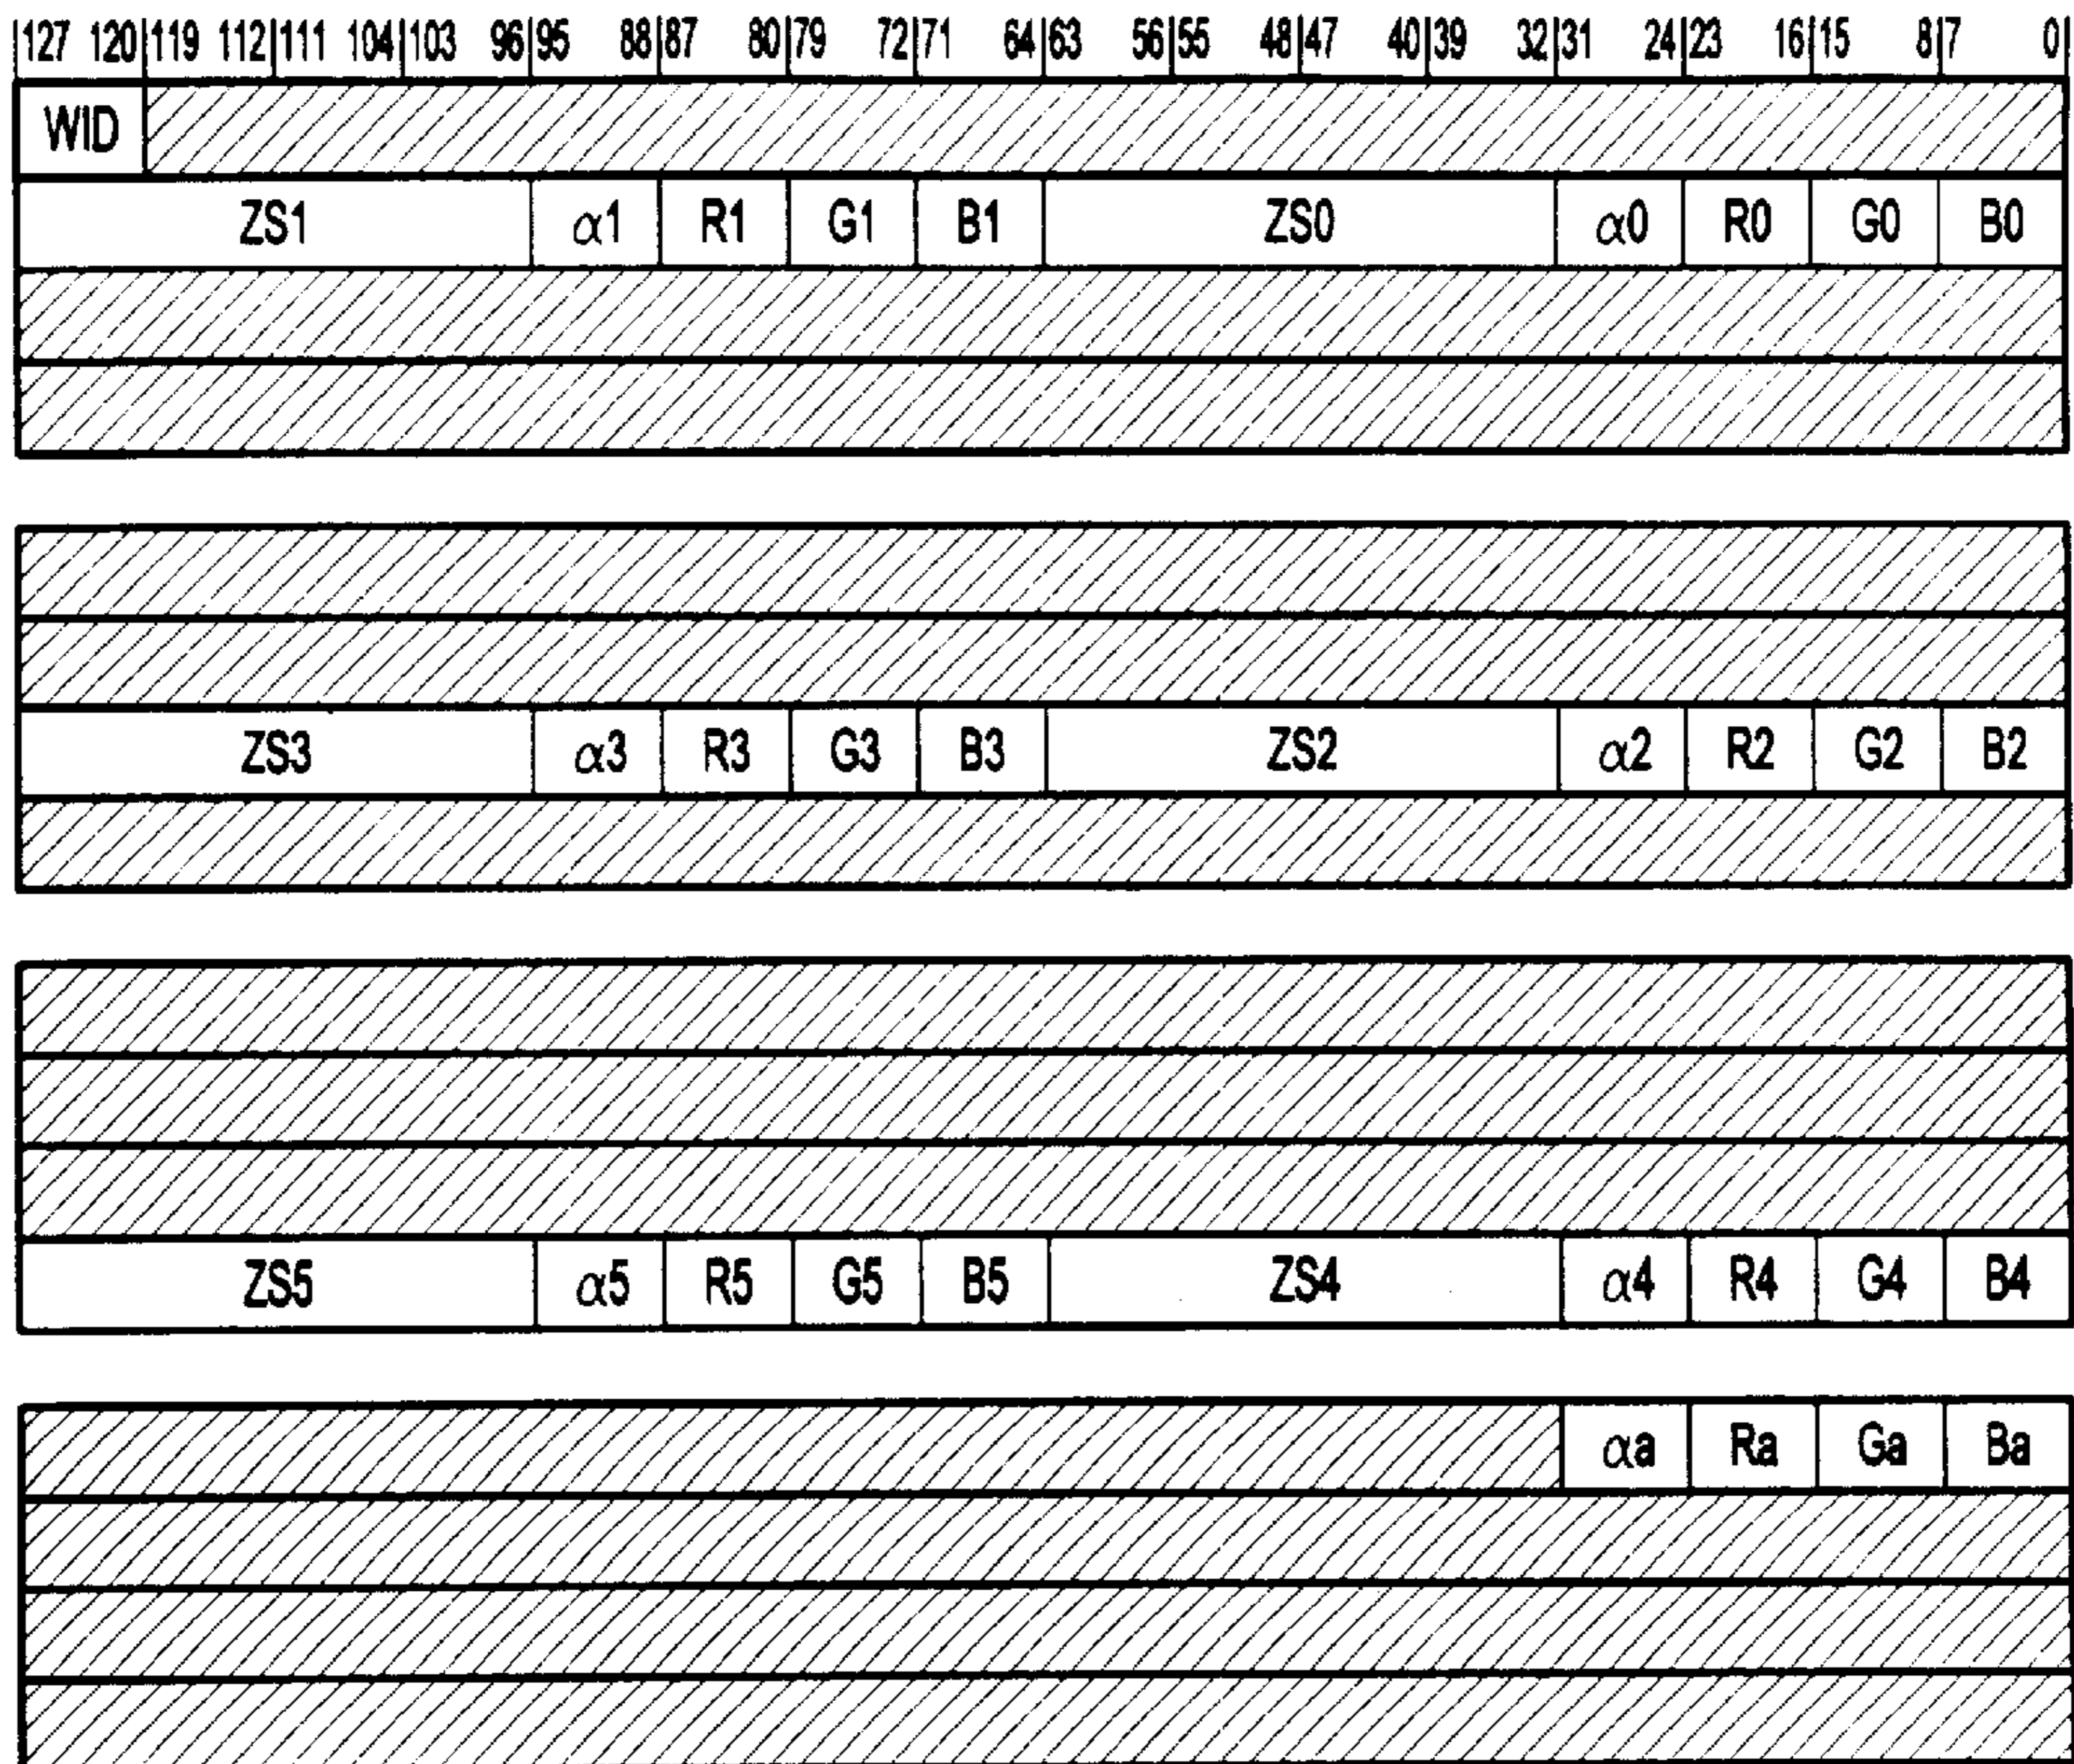 127 120 119 112 111 104 103 96 95 88 87 80 79 72 71 64 63 56 55 48 47 40 39 32 31 24 23 16 15 8 7 0
WID
ZS1 α1 R1 G1 B1 ZS0 α0 R0 G0 B0
ZS3 α3 R3 G3 B3 ZS2 α2 R2 G2 B2
ZS5 α5 R5 G5 B5 ZS4 α4 R4 G4 B4
αa Ra Ga Ba